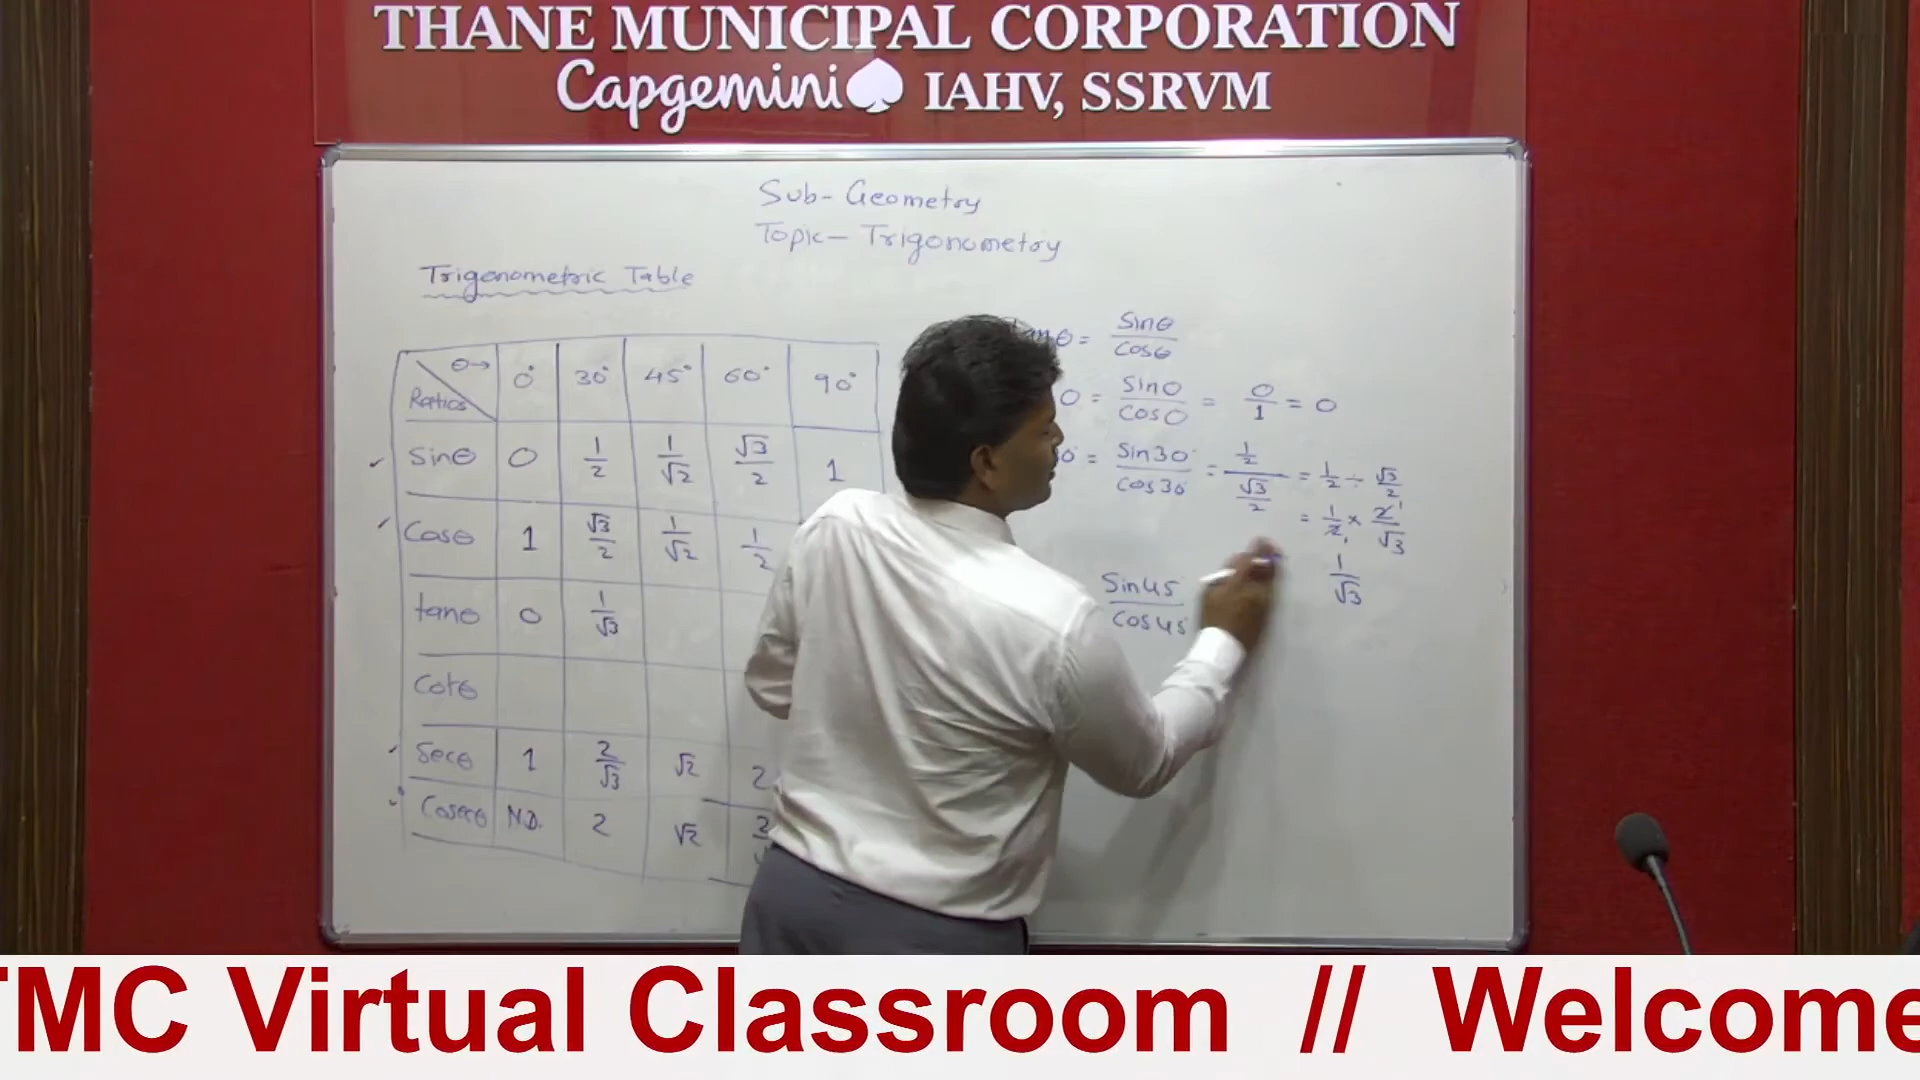 THANE MUNICIPAL CORPORATION
Capgemini IAHV, SSRVM
Sub- Geometry
Topic- Trigonometry
Trigonometric Table
θ→ Ratios 0° 30° 45° 60° 90°
Sinθ 0 1/2 1/√2 √3/2 1
Cosθ 1 √3/2 1/√2 1/2
tanθ 0 1/√3
Cotθ
Secθ 1 2/√3 √2 2
Cosecθ N.D. 2 √2 2
θ = Sinθ/Cosθ
0 = Sin0/Cos0 = 0/1 = 0
= Sin30°/Cos30 = 1/2/√3/2 = 1/2 ÷ √3/2
= 1/2 × 2/√3
1/√3
Sin45/Cos45
TMC Virtual Classroom // Welcome